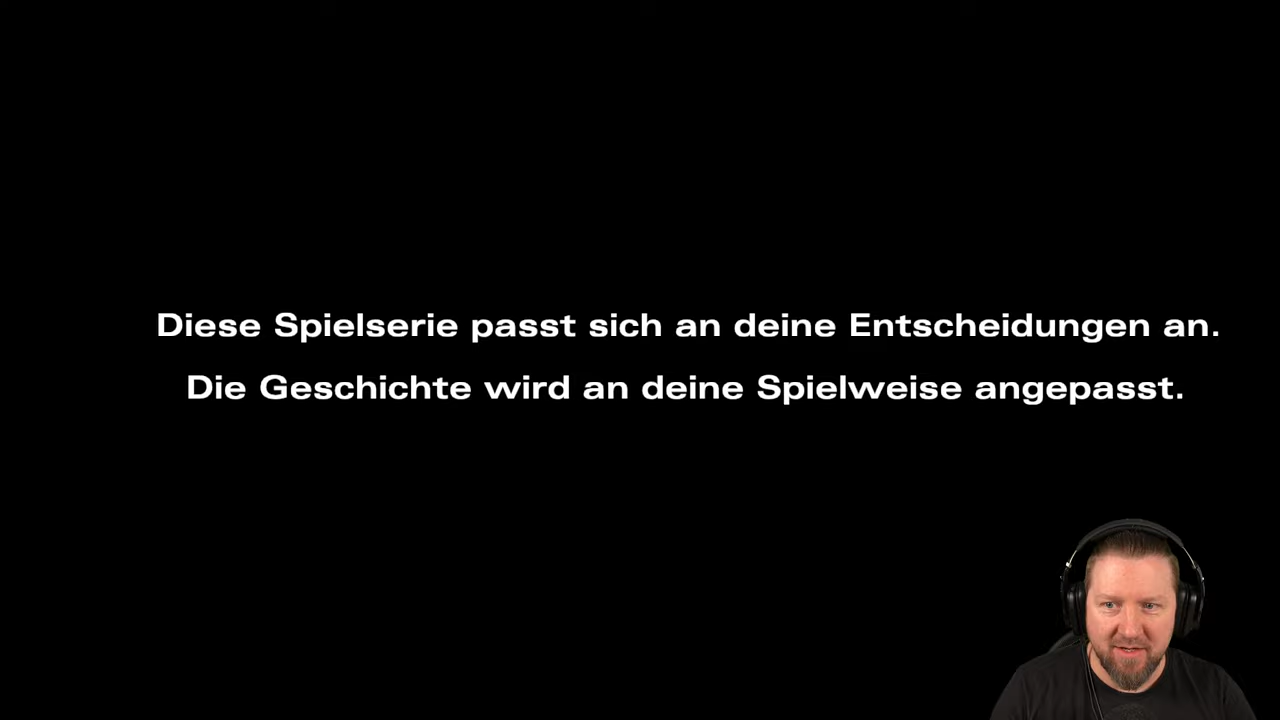 Diese Spielserie passt sich an deine Entscheidungen an.
Die Geschichte wird an deine Spielweise angepasst.